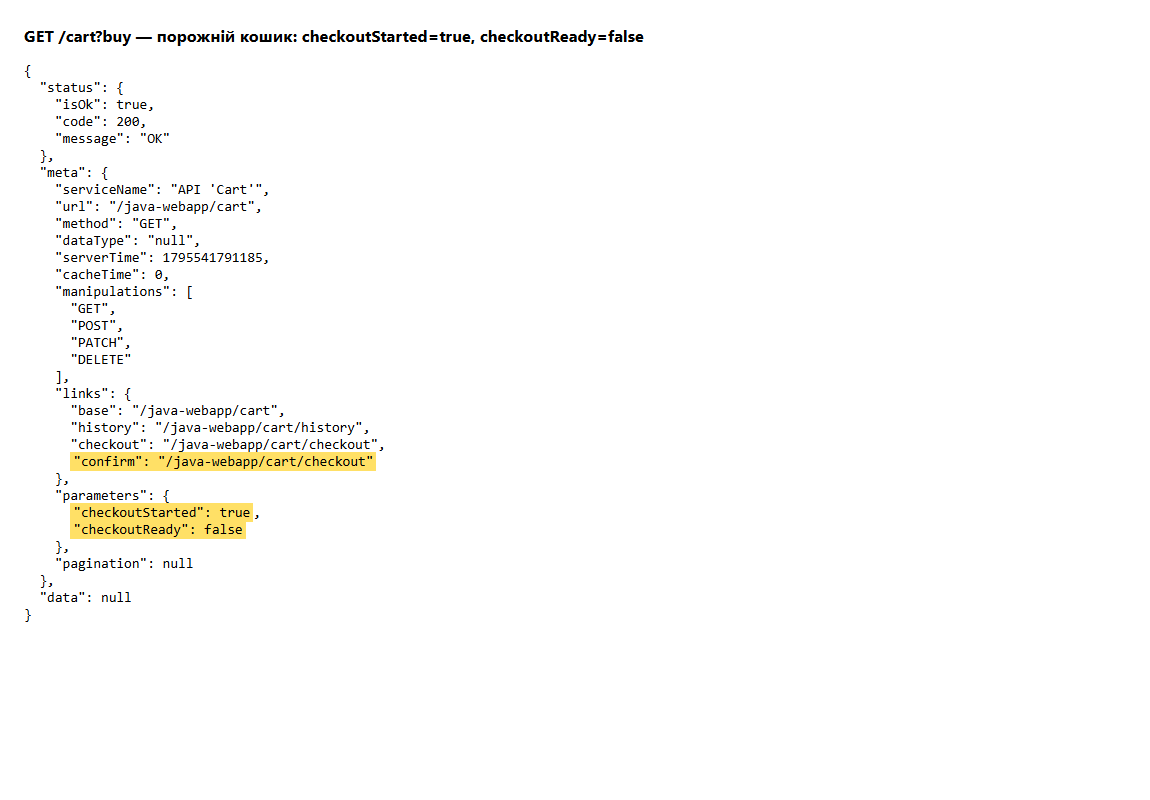 GET /cart?buy — порожній кошик: checkoutStarted=true, checkoutReady=false
{
  "status": {
    "isOk": true,
    "code": 200,
    "message": "OK"
  },
  "meta": {
    "serviceName": "API 'Cart'",
    "url": "/java-webapp/cart",
    "method": "GET",
    "dataType": "null",
    "serverTime": 1795541791185,
    "cacheTime": 0,
    "manipulations": [
      "GET",
      "POST",
      "PATCH",
      "DELETE"
    ],
    "links": {
      "base": "/java-webapp/cart",
      "history": "/java-webapp/cart/history",
      "checkout": "/java-webapp/cart/checkout",
      "confirm": "/java-webapp/cart/checkout"
    },
    "parameters": {
      "checkoutStarted": true,
      "checkoutReady": false
    },
    "pagination": null
  },
  "data": null
}